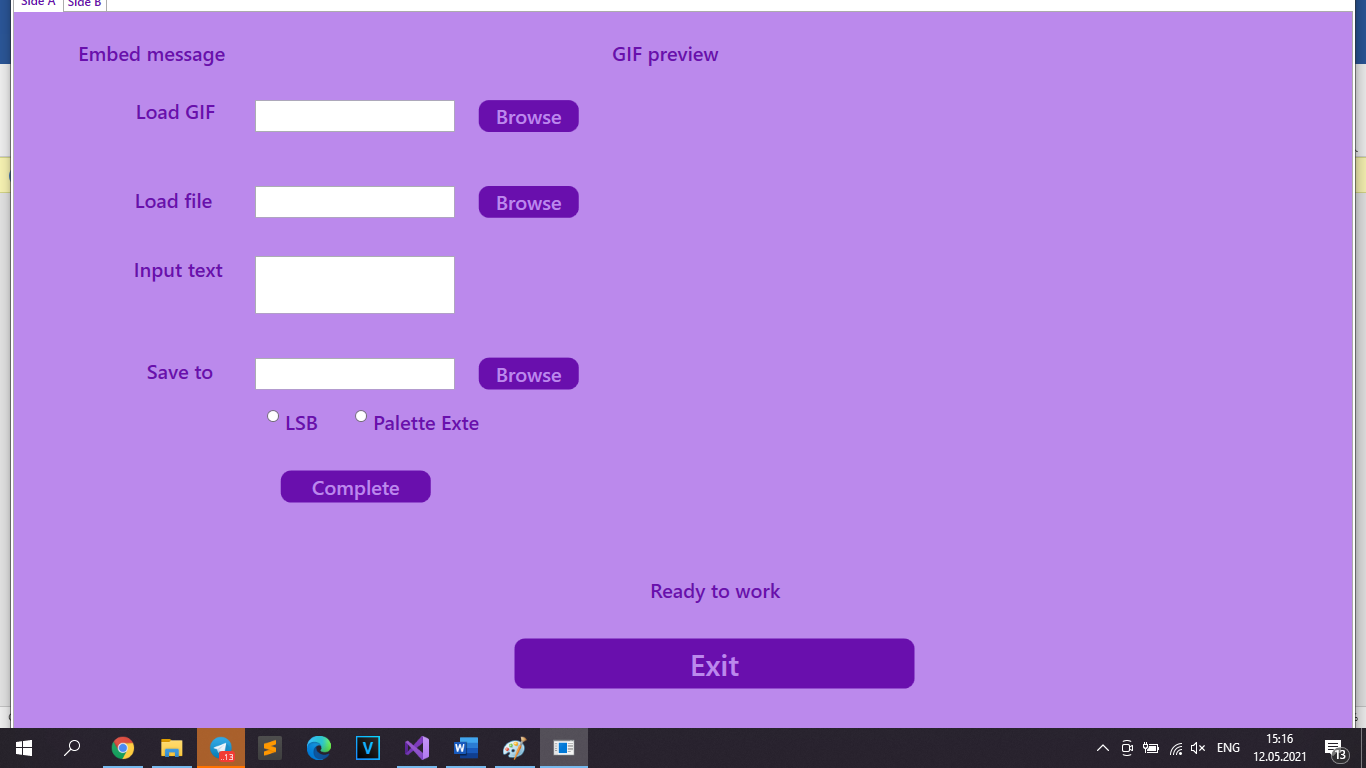 Side A Side B
Embed message GIF preview
Load GIF Browse
Load file Browse
Input text
Save to Browse
LSB Palette Exte
Complete
Ready to work
Exit
13 V W ENG 15:16
12.05.2021 13